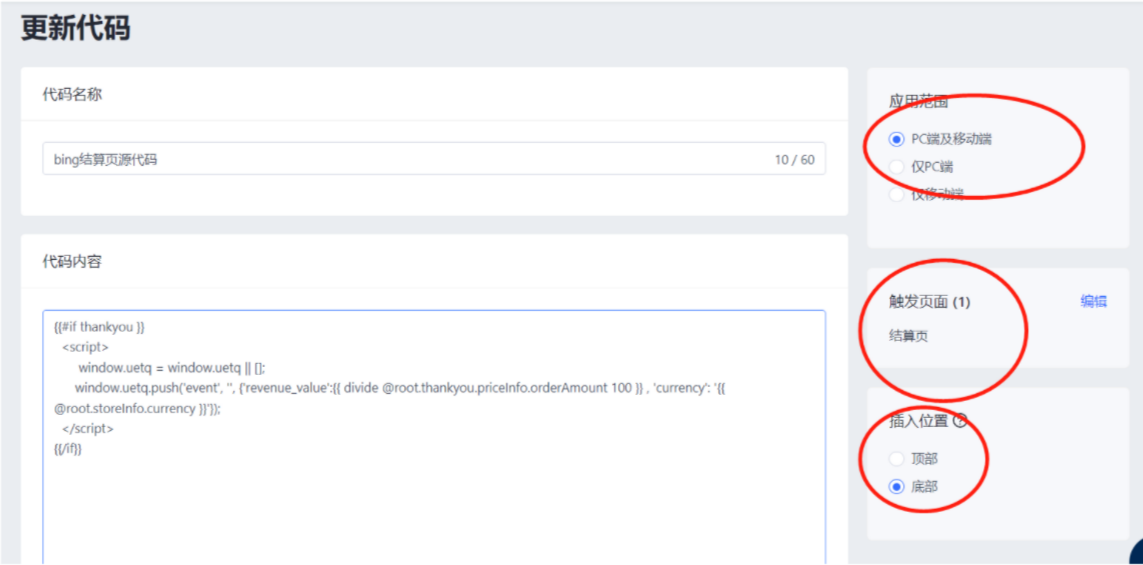 更新代码
代码名称
bing结算页源代码
10 / 60
代码内容
{{#if thankyou }}
<script>
window.uetq = window.uetq || [];
window.uetq.push('event', '', {'revenue_value':{{ divide @root.thankyou.priceInfo.orderAmount 100 }} , 'currency': '{{
@root.storeInfo.currency }}'});
</script>
{{/if}}
应用范围
PC端及移动端
仅PC端
仅移动端
触发页面 (1)
编辑
结算页
插入位置 ?
顶部
底部